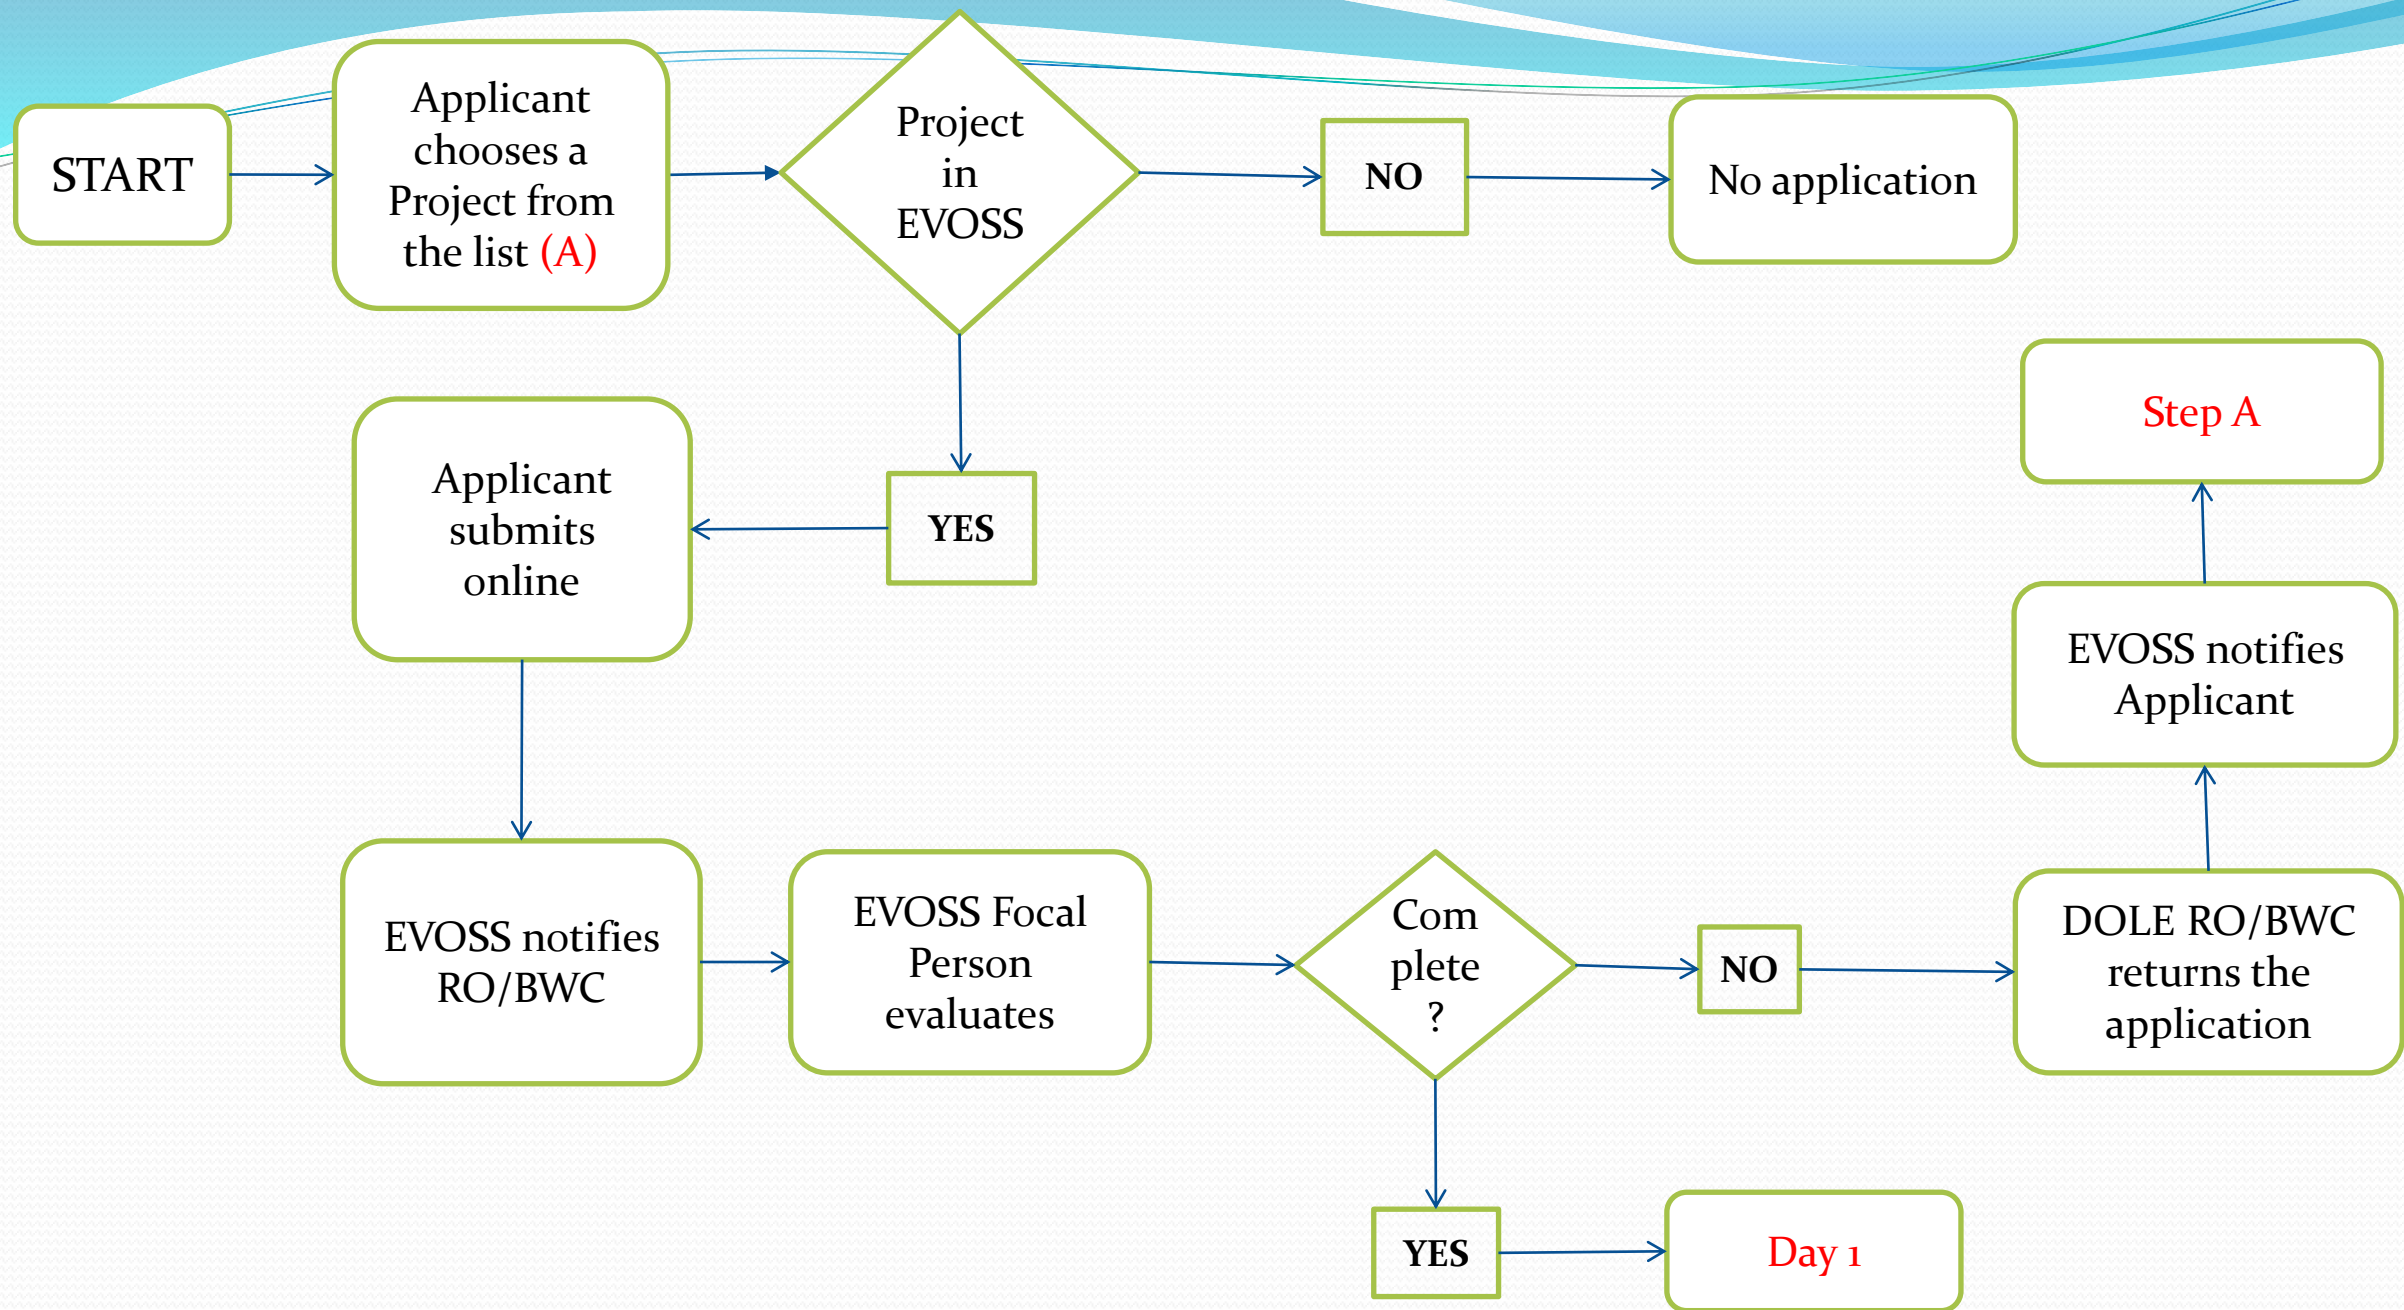 START
Applicant
chooses a
Project from
the list (A)
Project
in
EVOSS
NO
No application
YES
Applicant
submits
online
EVOSS notifies
RO/BWC
EVOSS Focal
Person
evaluates
Com
plete
?
NO
DOLE RO/BWC
returns the
application
EVOSS notifies
Applicant
Step A
YES
Day 1